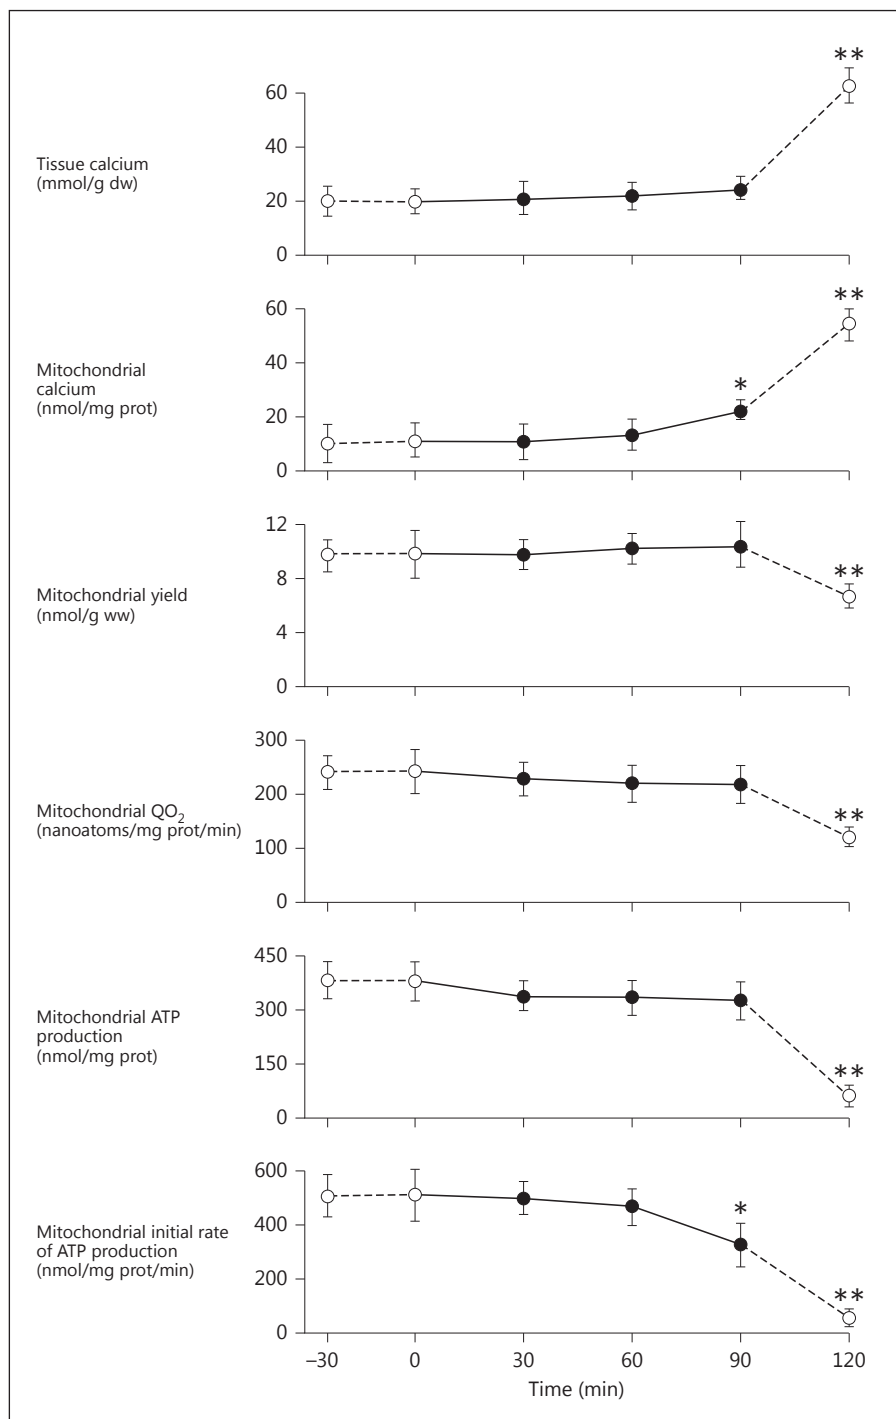 **
60
40
20
0
Tissue calcium
(mmol/g dw)
**
60
40
20
0
*
Mitochondrial
calcium
(nmol/mg prot)
12
8
4
0
**
Mitochondrial yield
(nmol/g ww)
300
200
100
0
**
Mitochondrial QO₂
(nanoatoms/mg prot/min)
450
300
150
0
**
Mitochondrial ATP
production
(nmol/mg prot)
600
400
200
0
*
**
Mitochondrial initial rate
of ATP production
(nmol/mg prot/min)
–30 0 30 60 90 120
Time (min)